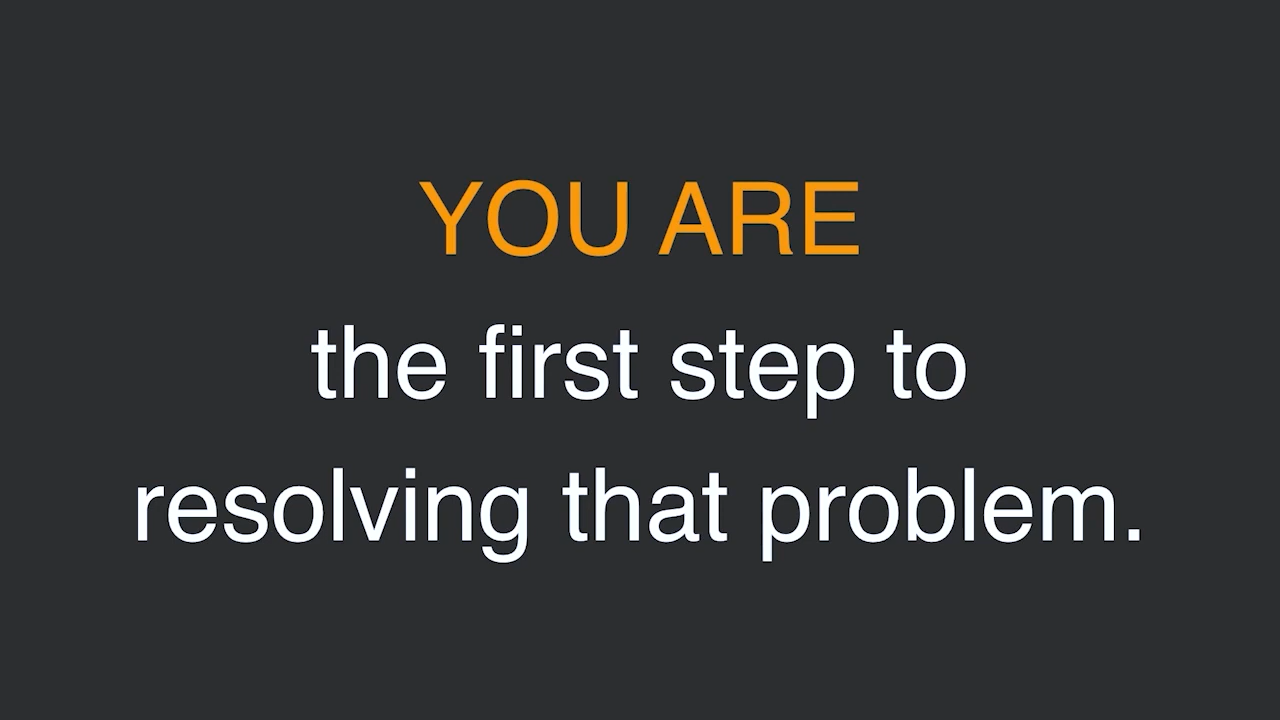 YOU ARE
the first step to
resolving that problem.